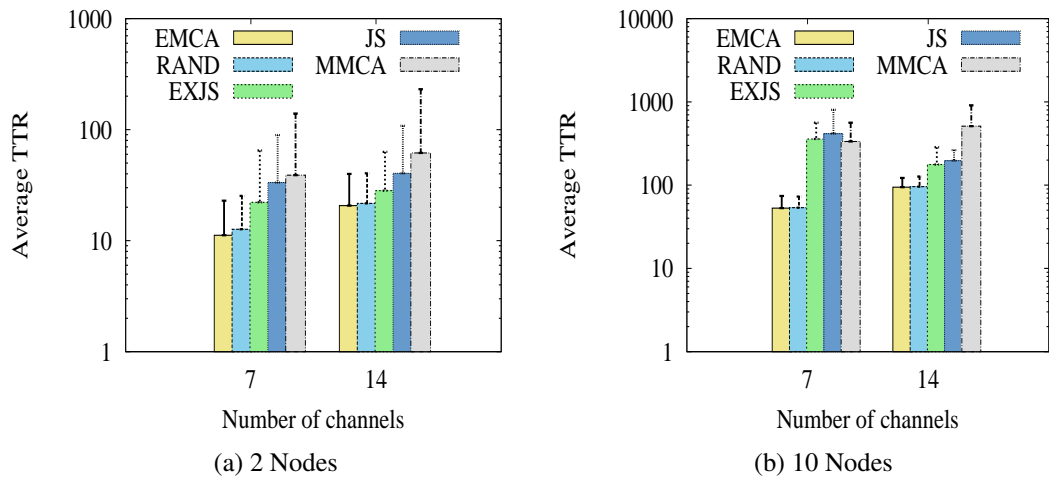 1000
100
10
1
Average TTR
EMCA
RAND
EXJS
JS
MMCA
7
14
Number of channels
(a) 2 Nodes
10000
1000
100
10
1
Average TTR
EMCA
RAND
EXJS
JS
MMCA
7
14
Number of channels
(b) 10 Nodes